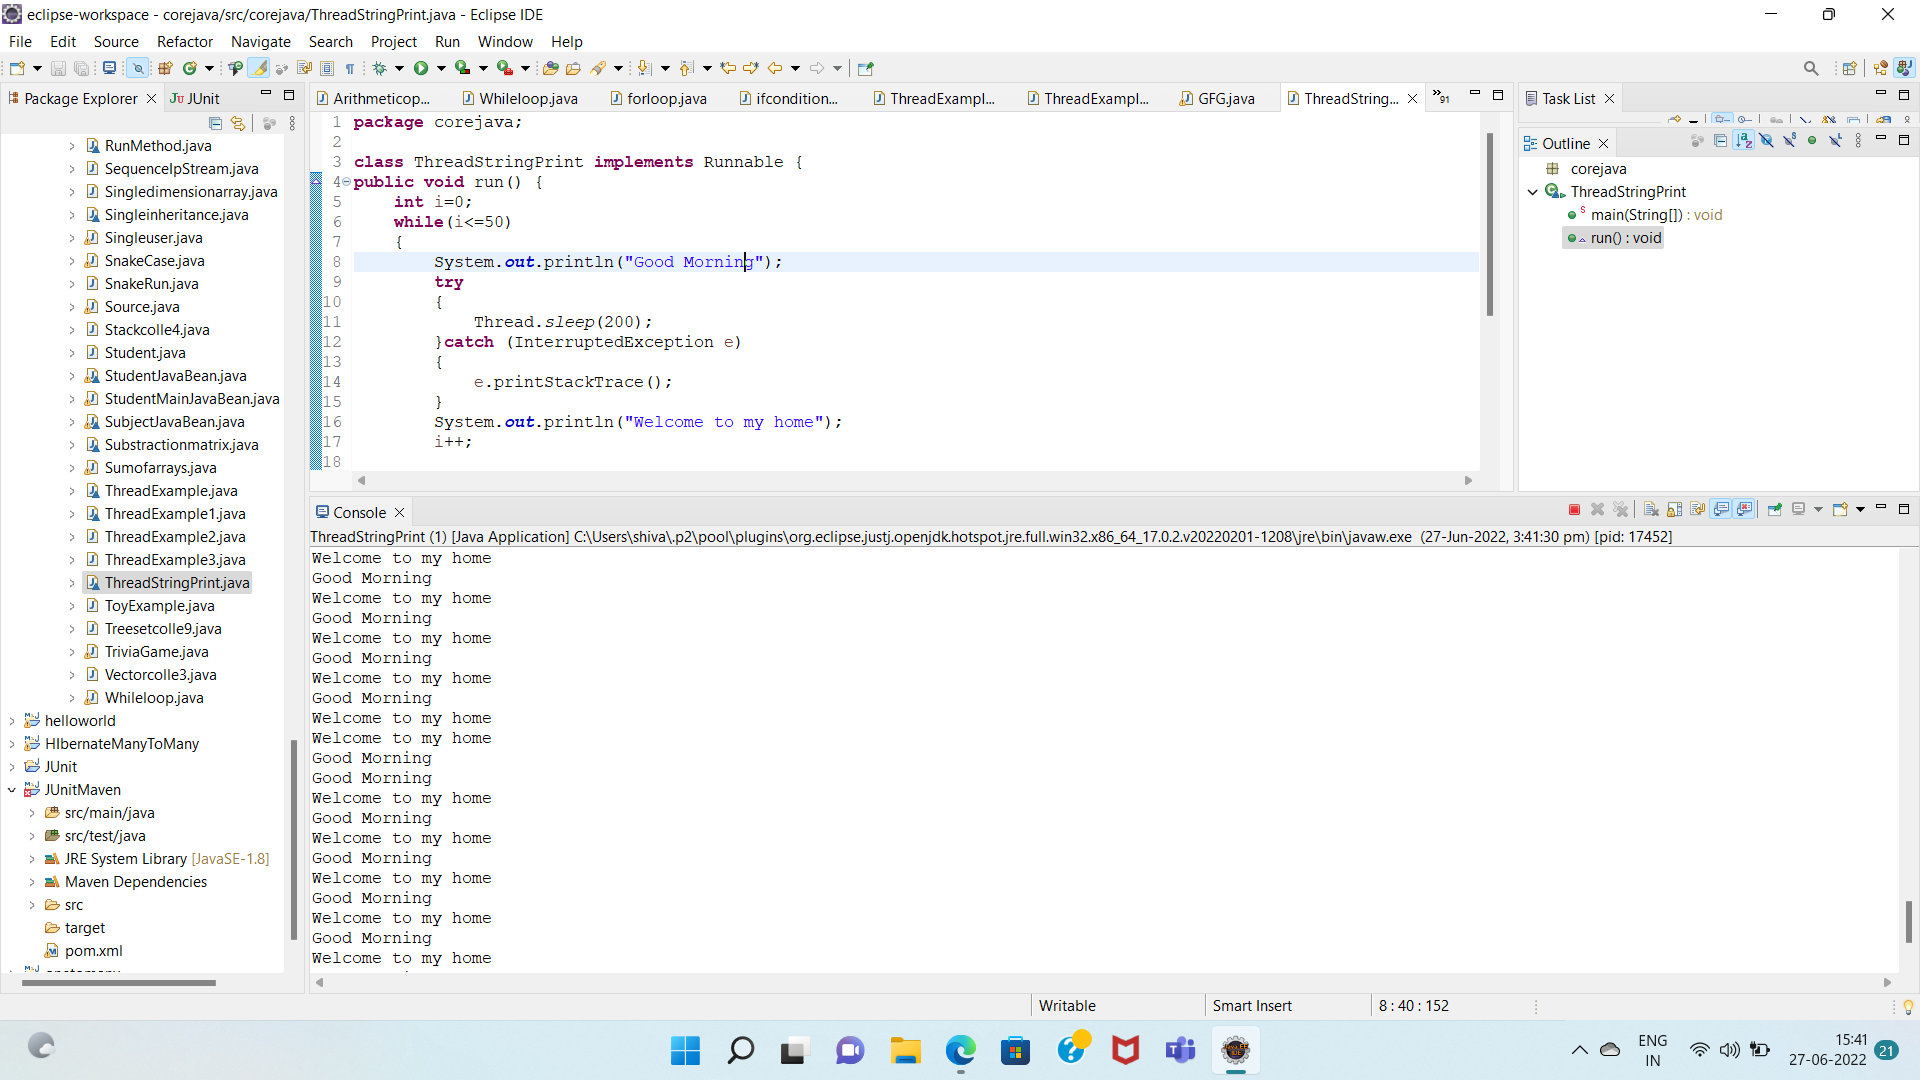 eclipse-workspace - corejava/src/corejava/ThreadStringPrint.java - Eclipse IDE
File Edit Source Refactor Navigate Search Project Run Window Help
Package Explorer JUnit
Arithmeticop... Whileloop.java forloop.java ifcondition... ThreadExampl... ThreadExampl... GFG.java ThreadString... 91
Task List
RunMethod.java
SequenceIpStream.java
Singledimensionarray.java
Singleinheritance.java
Singleuser.java
SnakeCase.java
SnakeRun.java
Source.java
Stackcolle4.java
Student.java
StudentJavaBean.java
StudentMainJavaBean.java
SubjectJavaBean.java
Substractionmatrix.java
Sumofarrays.java
ThreadExample.java
ThreadExample1.java
ThreadExample2.java
ThreadExample3.java
ThreadStringPrint.java
ToyExample.java
Treesetcolle9.java
TriviaGame.java
Vectorcolle3.java
Whileloop.java
helloworld
HIbernateManyToMany
JUnit
JUnitMaven
src/main/java
src/test/java
JRE System Library [JavaSE-1.8]
Maven Dependencies
src
target
pom.xml
1 package corejava;
2
3 class ThreadStringPrint implements Runnable {
4 public void run() {
5 int i=0;
6 while(i<=50)
7 {
8 System.out.println("Good Morning");
9 try
10 {
11 Thread.sleep(200);
12 }catch (InterruptedException e)
13 {
14 e.printStackTrace();
15 }
16 System.out.println("Welcome to my home");
17 i++;
18
Outline
corejava
ThreadStringPrint
main(String[]) : void
run() : void
Console
ThreadStringPrint (1) [Java Application] C:\Users\shiva\.p2\pool\plugins\org.eclipse.justj.openjdk.hotspot.jre.full.win32.x86_64_17.0.2.v20220201-1208\jre\bin\javaw.exe (27-Jun-2022, 3:41:30 pm) [pid: 17452]
Welcome to my home
Good Morning
Welcome to my home
Good Morning
Welcome to my home
Good Morning
Welcome to my home
Good Morning
Welcome to my home
Welcome to my home
Good Morning
Good Morning
Welcome to my home
Good Morning
Welcome to my home
Good Morning
Welcome to my home
Good Morning
Welcome to my home
Good Morning
Welcome to my home
Writable Smart Insert 8 : 40 : 152
ENG
IN
15:41
27-06-2022
21